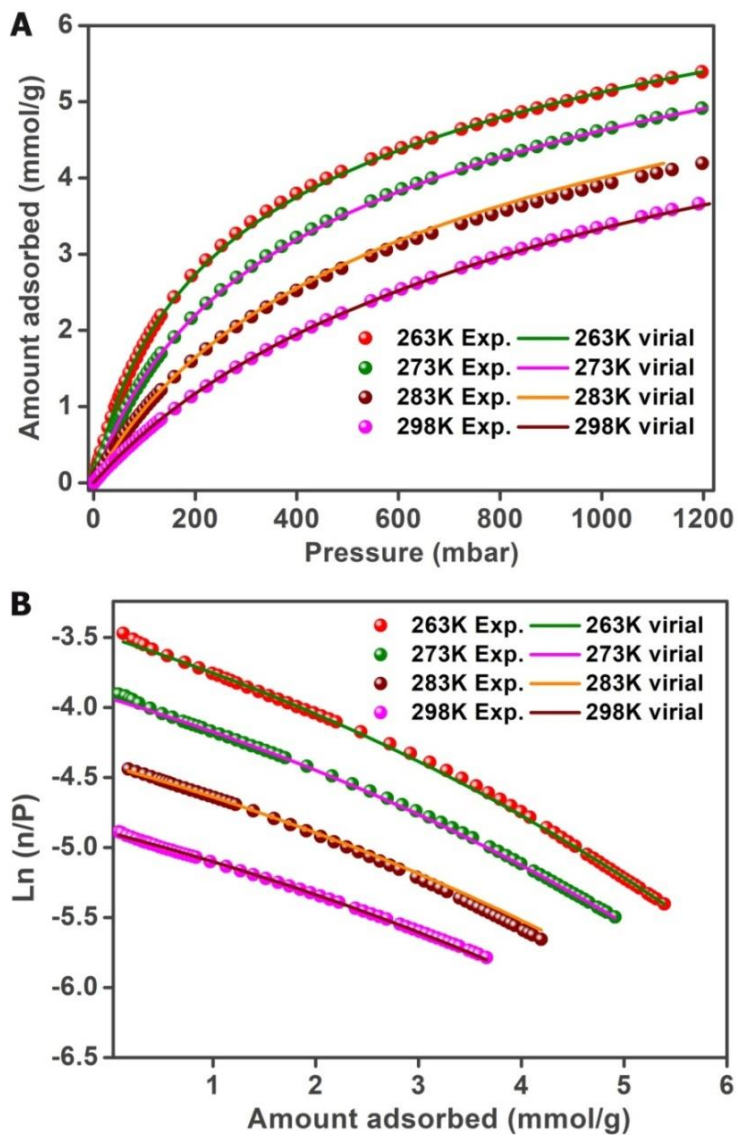 A
6
5
4
3
2
1
0
Amount adsorbed (mmol/g)
263K Exp. 263K virial
273K Exp. 273K virial
283K Exp. 283K virial
298K Exp. 298K virial
0 200 400 600 800 1000 1200
Pressure (mbar)
B
-3.5
-4.0
-4.5
-5.0
-5.5
-6.0
-6.5
Ln (n/P)
263K Exp. 263K virial
273K Exp. 273K virial
283K Exp. 283K virial
298K Exp. 298K virial
1 2 3 4 5 6
Amount adsorbed (mmol/g)